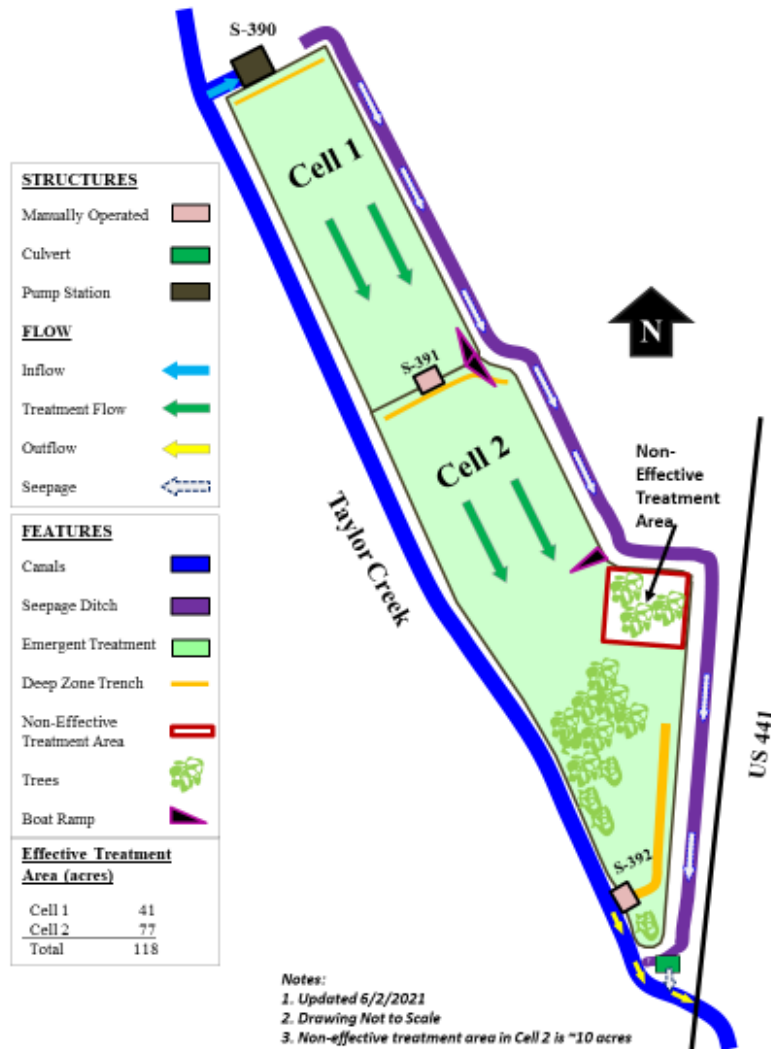 S-390
Cell 1
STRUCTURES
Manually Operated
Culvert
Pump Station
FLOW
Inflow
Treatment Flow
Outflow
Seepage
S-391
N
Cell 2
Non-
Effective
Treatment
Area
Taylor Creek
FEATURES
Canals
Seepage Ditch
Emergent Treatment
Deep Zone Trench
Non-Effective
Treatment Area
Trees
Boat Ramp
US 441
Effective Treatment
Area (acres)
Cell 1 41
Cell 2 77
Total 118
S-392
Notes:
1. Updated 6/2/2021
2. Drawing Not to Scale
3. Non-effective treatment area in Cell 2 is ~10 acres